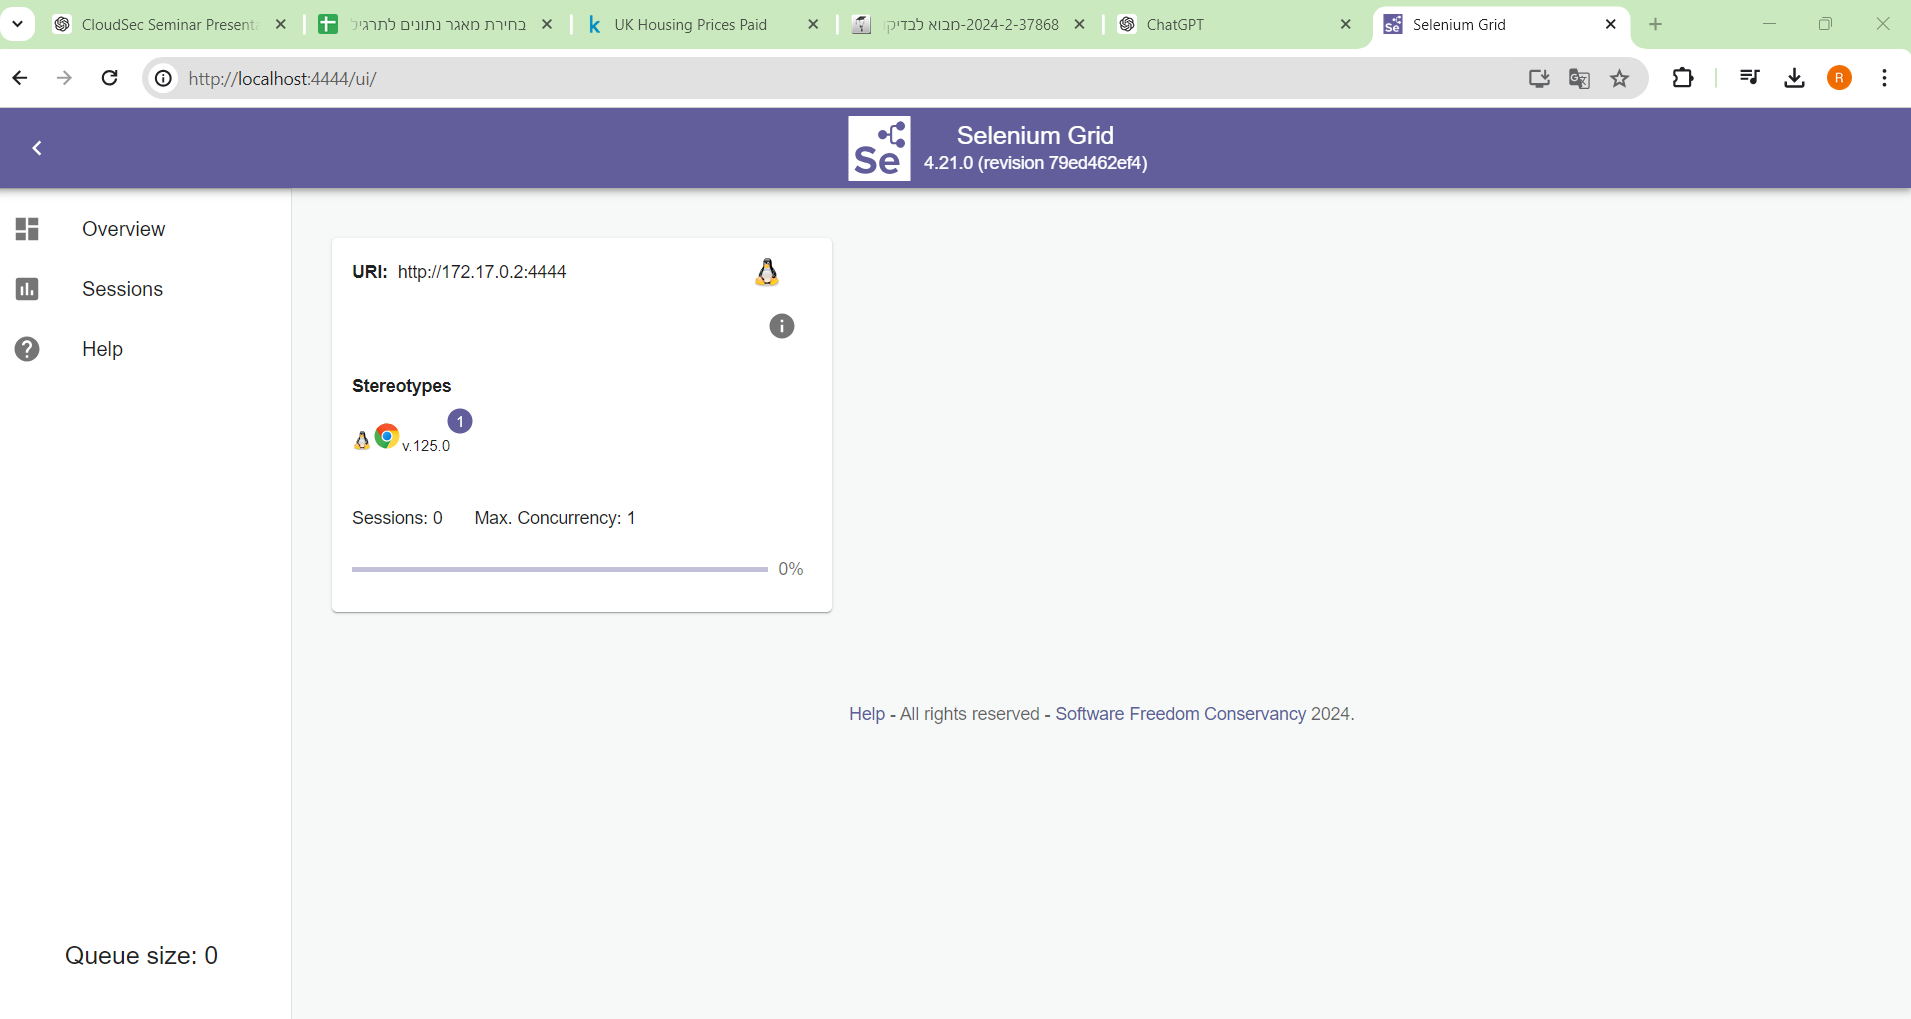 CloudSec Seminar Presenta
בחירת מאגר נתונים לתרגיל
UK Housing Prices Paid
37868-2-2024-מבוא לבדיקו
ChatGPT
Selenium Grid
http://localhost:4444/ui/
R
Se
Selenium Grid
4.21.0 (revision 79ed462ef4)
Overview
Sessions
Help
URI: http://172.17.0.2:4444
Stereotypes
1
v.125.0
Sessions: 0 Max. Concurrency: 1
0%
Help - All rights reserved - Software Freedom Conservancy 2024.
Queue size: 0